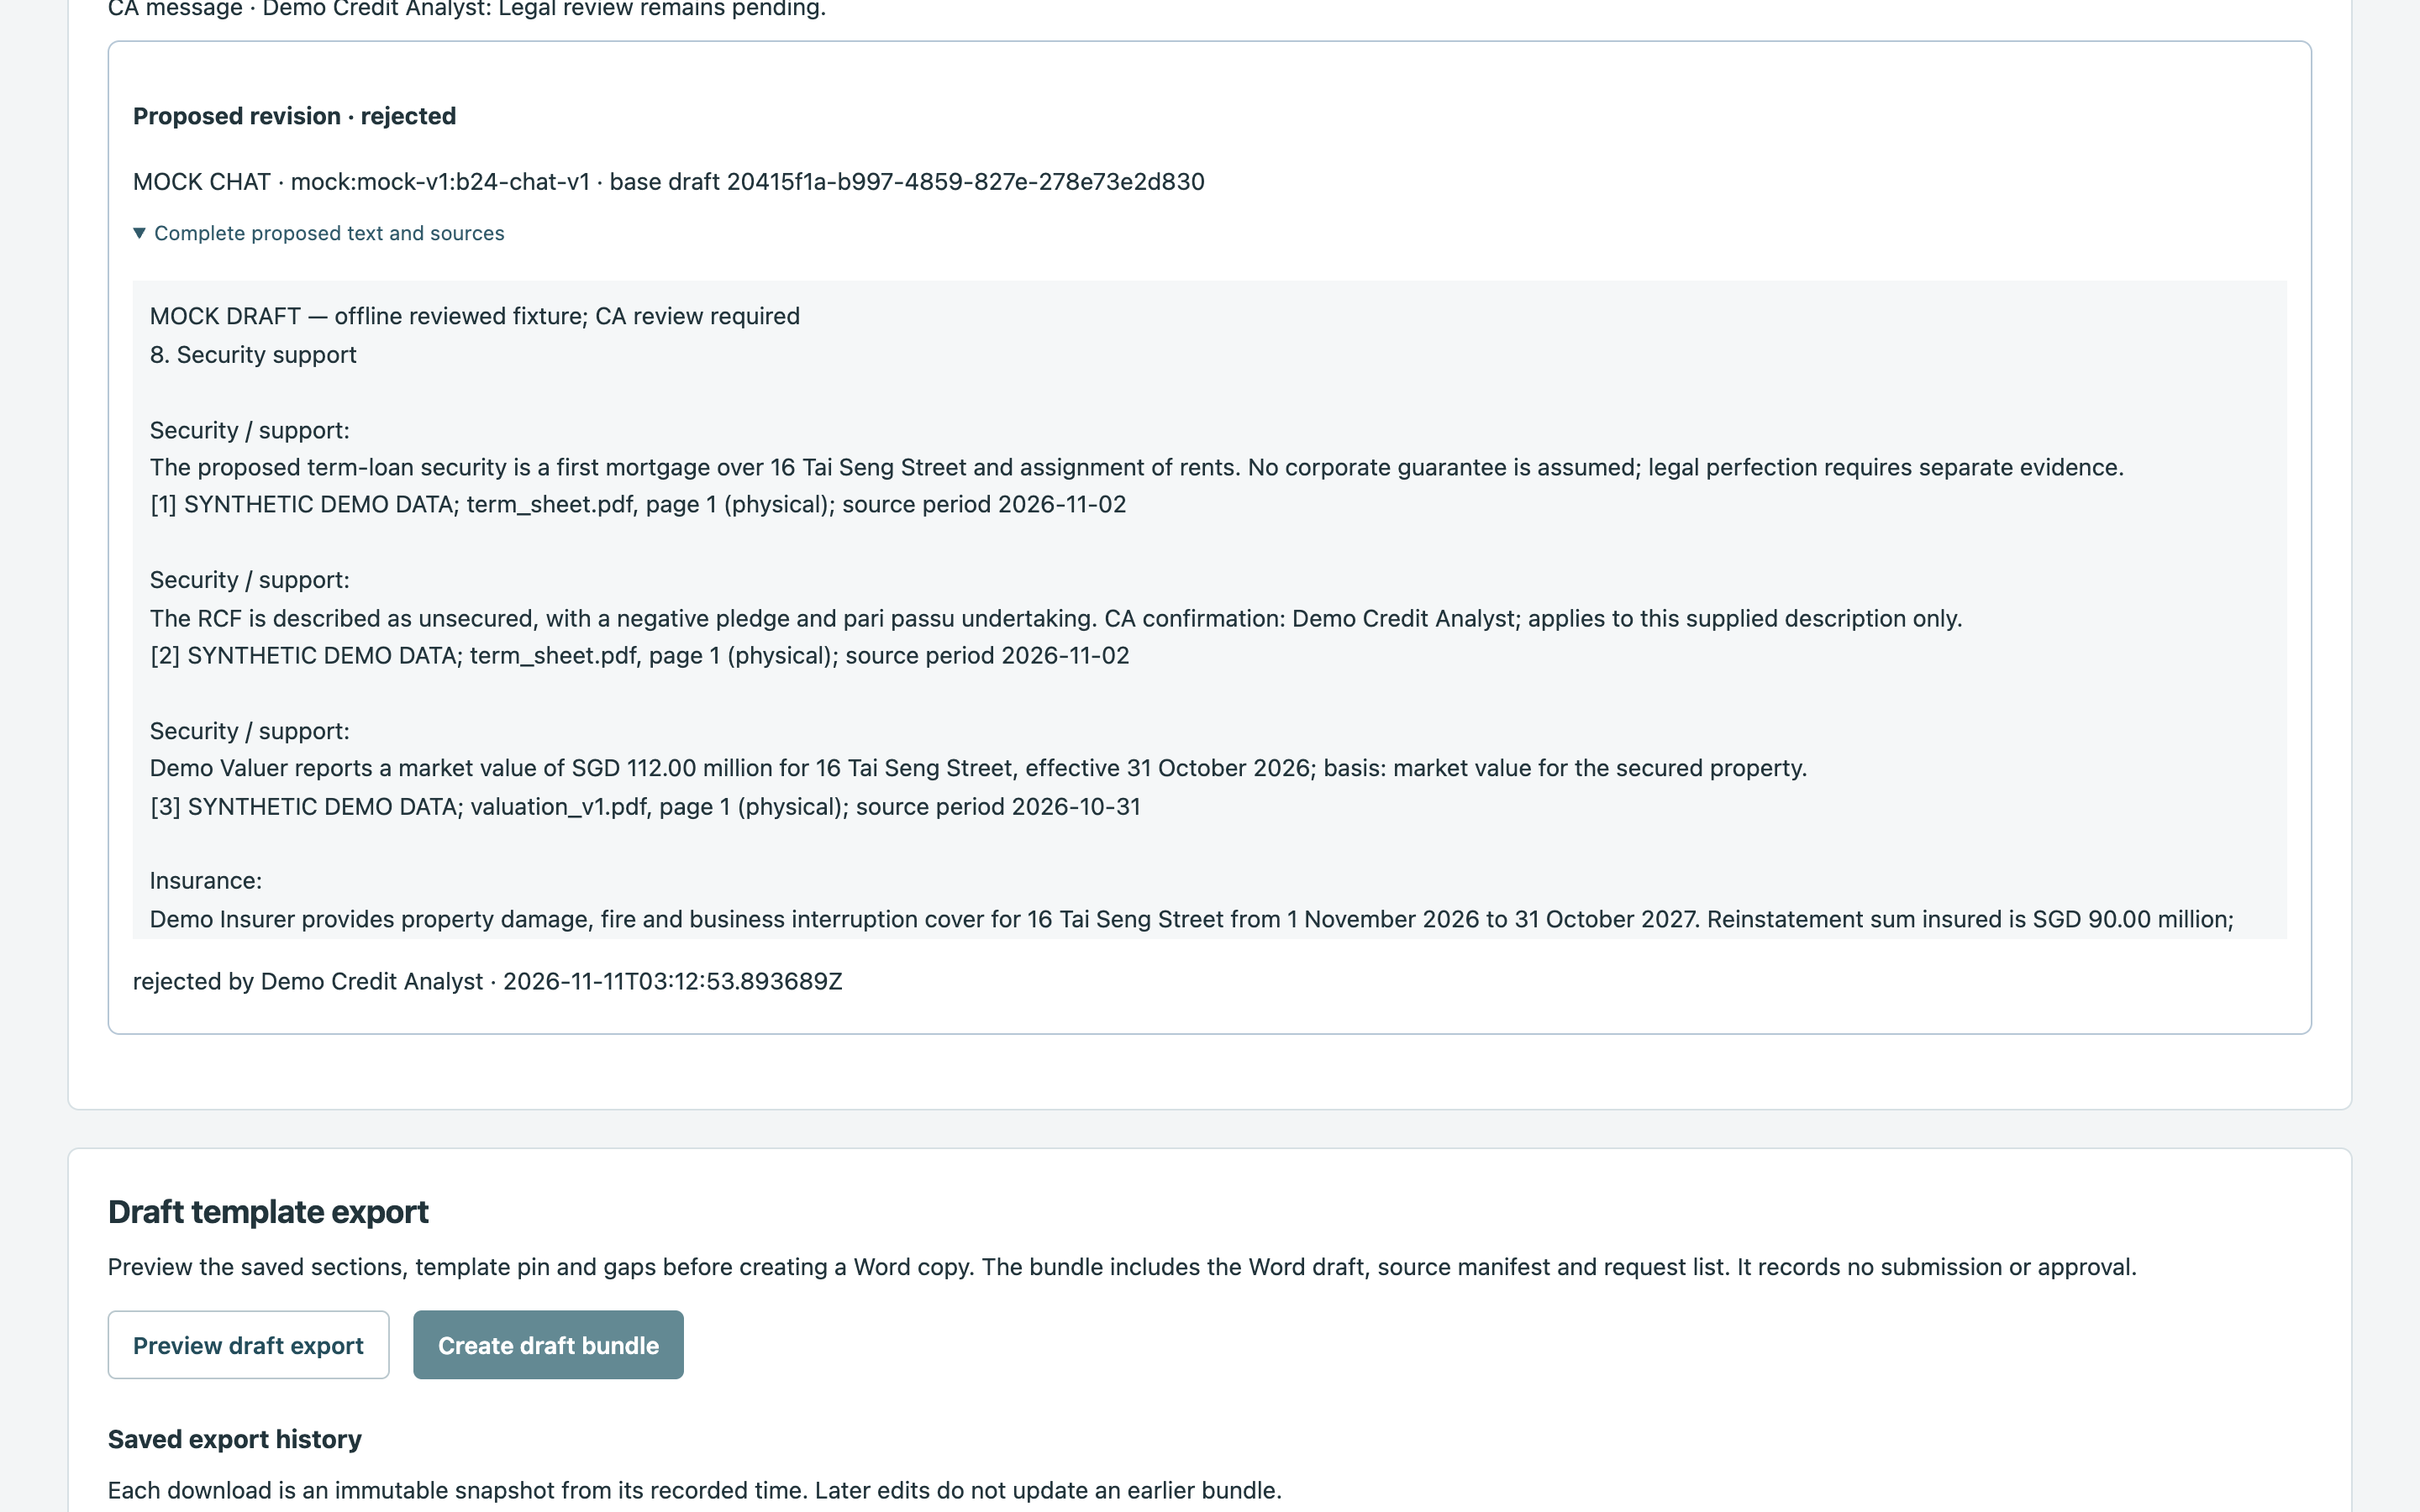 CA message · Demo Credit Analyst: Legal review remains pending.
Proposed revision · rejected
MOCK CHAT · mock:mock-v1:b24-chat-v1 · base draft 20415f1a-b997-4859-827e-278e73e2d830
▼ Complete proposed text and sources
MOCK DRAFT — offline reviewed fixture; CA review required
8. Security support
Security / support:
The proposed term-loan security is a first mortgage over 16 Tai Seng Street and assignment of rents. No corporate guarantee is assumed; legal perfection requires separate evidence.
[1] SYNTHETIC DEMO DATA; term_sheet.pdf, page 1 (physical); source period 2026-11-02
Security / support:
The RCF is described as unsecured, with a negative pledge and pari passu undertaking. CA confirmation: Demo Credit Analyst; applies to this supplied description only.
[2] SYNTHETIC DEMO DATA; term_sheet.pdf, page 1 (physical); source period 2026-11-02
Security / support:
Demo Valuer reports a market value of SGD 112.00 million for 16 Tai Seng Street, effective 31 October 2026; basis: market value for the secured property.
[3] SYNTHETIC DEMO DATA; valuation_v1.pdf, page 1 (physical); source period 2026-10-31
Insurance:
Demo Insurer provides property damage, fire and business interruption cover for 16 Tai Seng Street from 1 November 2026 to 31 October 2027. Reinstatement sum insured is SGD 90.00 million;
rejected by Demo Credit Analyst · 2026-11-11T03:12:53.893689Z
Draft template export
Preview the saved sections, template pin and gaps before creating a Word copy. The bundle includes the Word draft, source manifest and request list. It records no submission or approval.
Preview draft export
Create draft bundle
Saved export history
Each download is an immutable snapshot from its recorded time. Later edits do not update an earlier bundle.